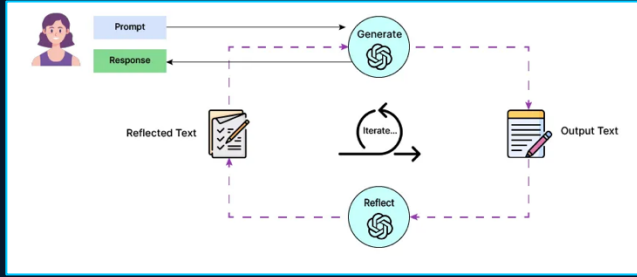 Prompt
Generate
Response
Reflected Text
Iterate...
Output Text
Reflect